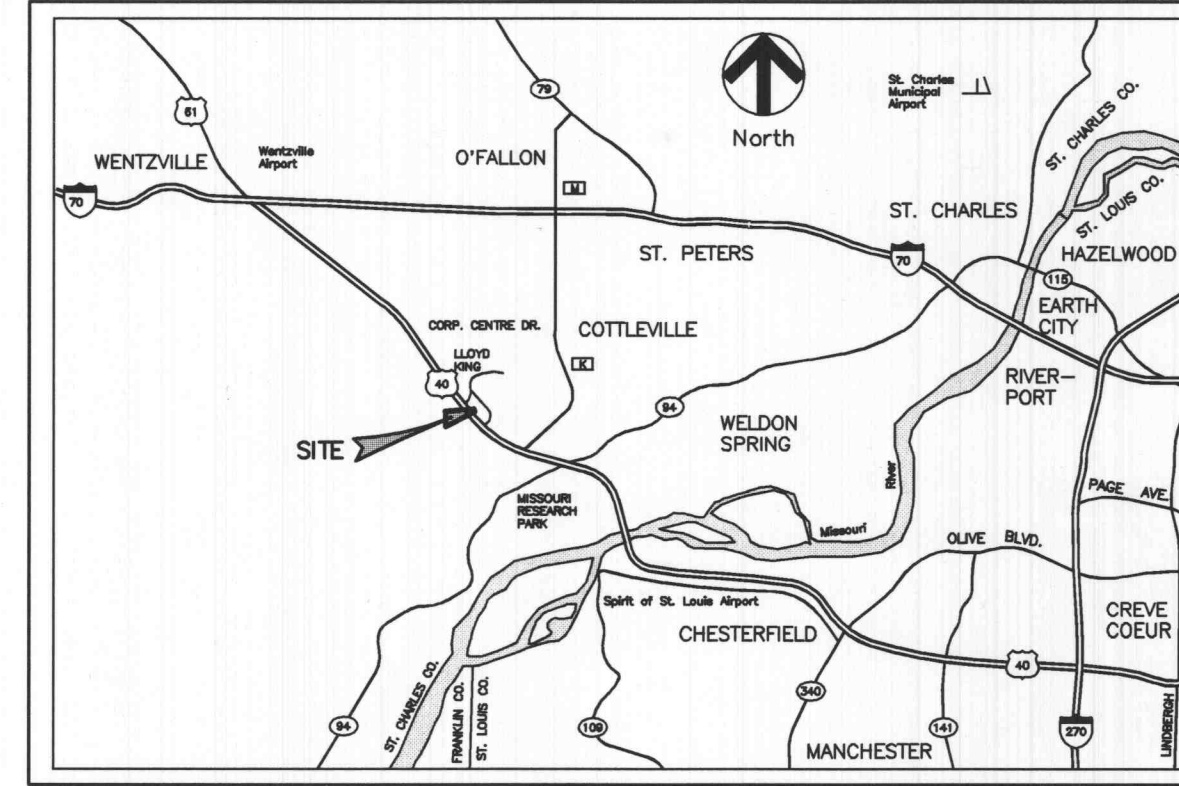 North
St. Charles
Municipal
Airport
ST. CHARLES CO.
ST. LOUIS CO.
61
79
WENTZVILLE
Wentzville
Airport
O'FALLON
M
70
ST. CHARLES
HAZELWOOD
ST. PETERS
70
115
EARTH
CITY
CORP. CENTRE DR.
COTTLEVILLE
LLOYD
KING
K
40
RIVER-
PORT
94
SITE
WELDON
SPRING
River
PAGE AVE.
MISSOURI
RESEARCH
PARK
Missouri
OLIVE BLVD.
Spirit of St. Louis Airport
CHESTERFIELD
CREVE
COEUR
40
ST. CHARLES CO.
FRANKLIN CO.
ST. LOUIS CO.
94
109
340
141
270
MANCHESTER
LINDBERGH